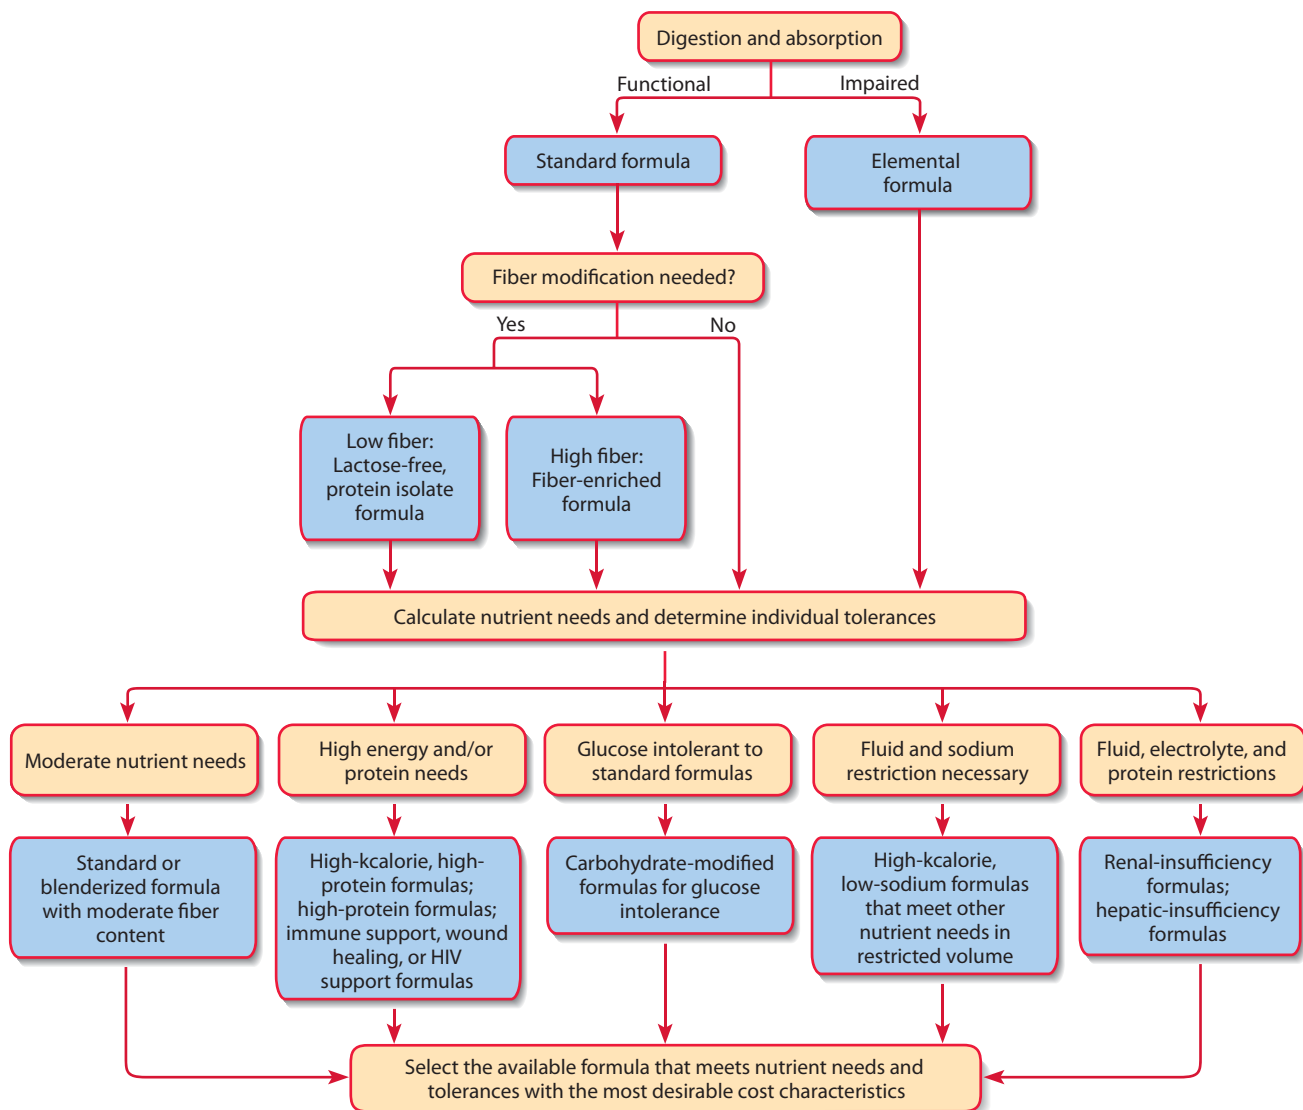 Digestion and absorption
Functional
Impaired
Standard formula
Elemental
formula
Fiber modification needed?
Yes
No
Low fiber:
Lactose-free,
protein isolate
formula
High fiber:
Fiber-enriched
formula
Calculate nutrient needs and determine individual tolerances
Moderate nutrient needs
High energy and/or
protein needs
Glucose intolerant to
standard formulas
Fluid and sodium
restriction necessary
Fluid, electrolyte, and
protein restrictions
Standard or
blenderized formula
with moderate fiber
content
High-kcalorie, high-
protein formulas;
high-protein formulas;
immune support, wound
healing, or HIV
support formulas
Carbohydrate-modified
formulas for glucose
intolerance
High-kcalorie,
low-sodium formulas
that meet other
nutrient needs in
restricted volume
Renal-insufficiency
formulas;
hepatic-insufficiency
formulas
Select the available formula that meets nutrient needs and
tolerances with the most desirable cost characteristics